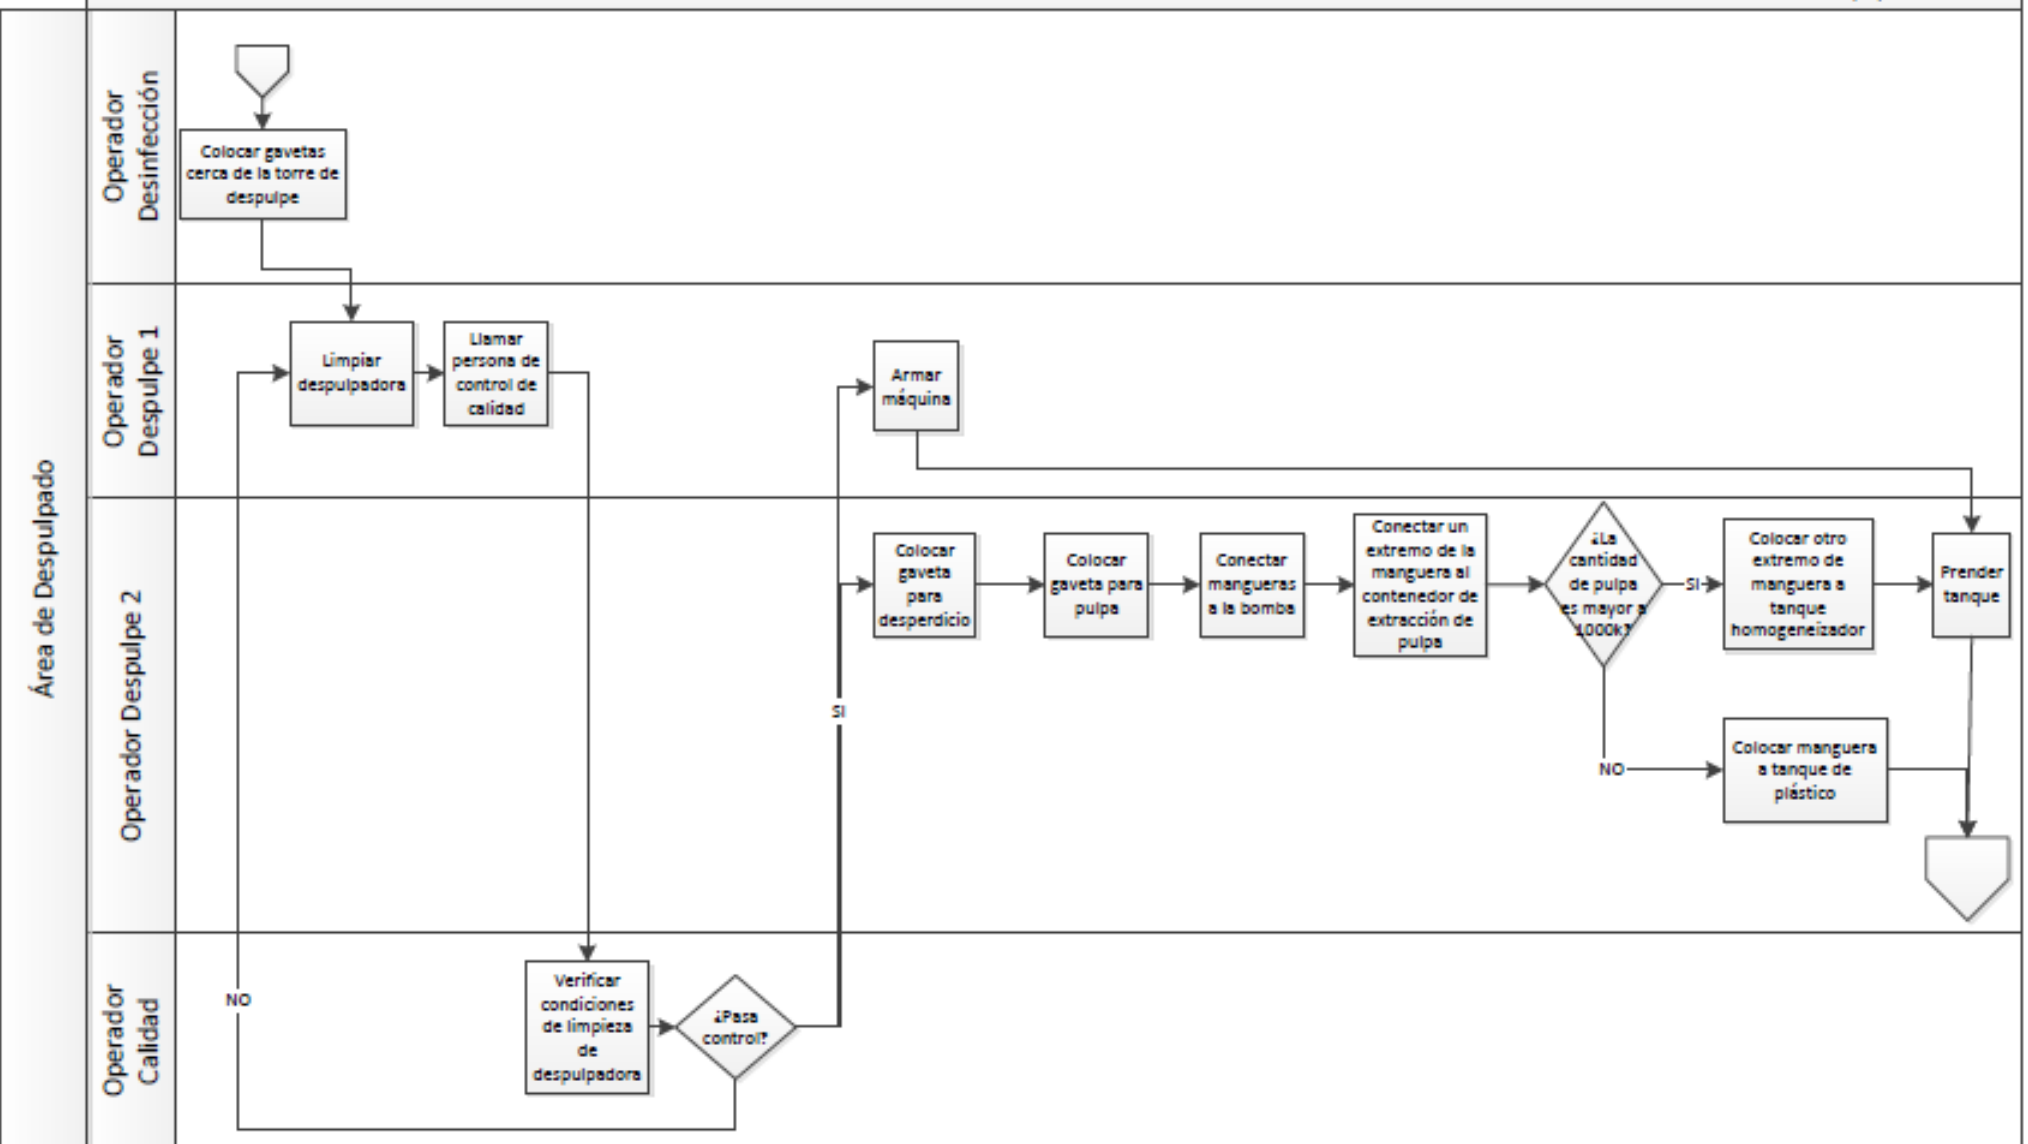 Área de Despulpado
Operador
Desinfección
Colocar gavetas
cerca de la torre de
despulpe
Operador
Despulpe 1
Limpiar
despulpadora
Llamar
persona de
control de
calidad
Armar
máquina
Operador Despulpe 2
Colocar
gaveta
para
desperdicio
Colocar
gaveta para
pulpa
Conectar
mangueras
a la bomba
Conectar un
extremo de la
manguera al
contenedor de
extracción de
pulpa
¿La
cantidad
de pulpa
es mayor a
1000k?
SI
Colocar otro
extremo de
manguera a
tanque
homogeneizador
Prender
tanque
SI
NO
Colocar manguera
a tanque de
plástico
Operador
Calidad
NO
Verificar
condiciones
de limpieza
de
despulpadora
¿Pasa
control?